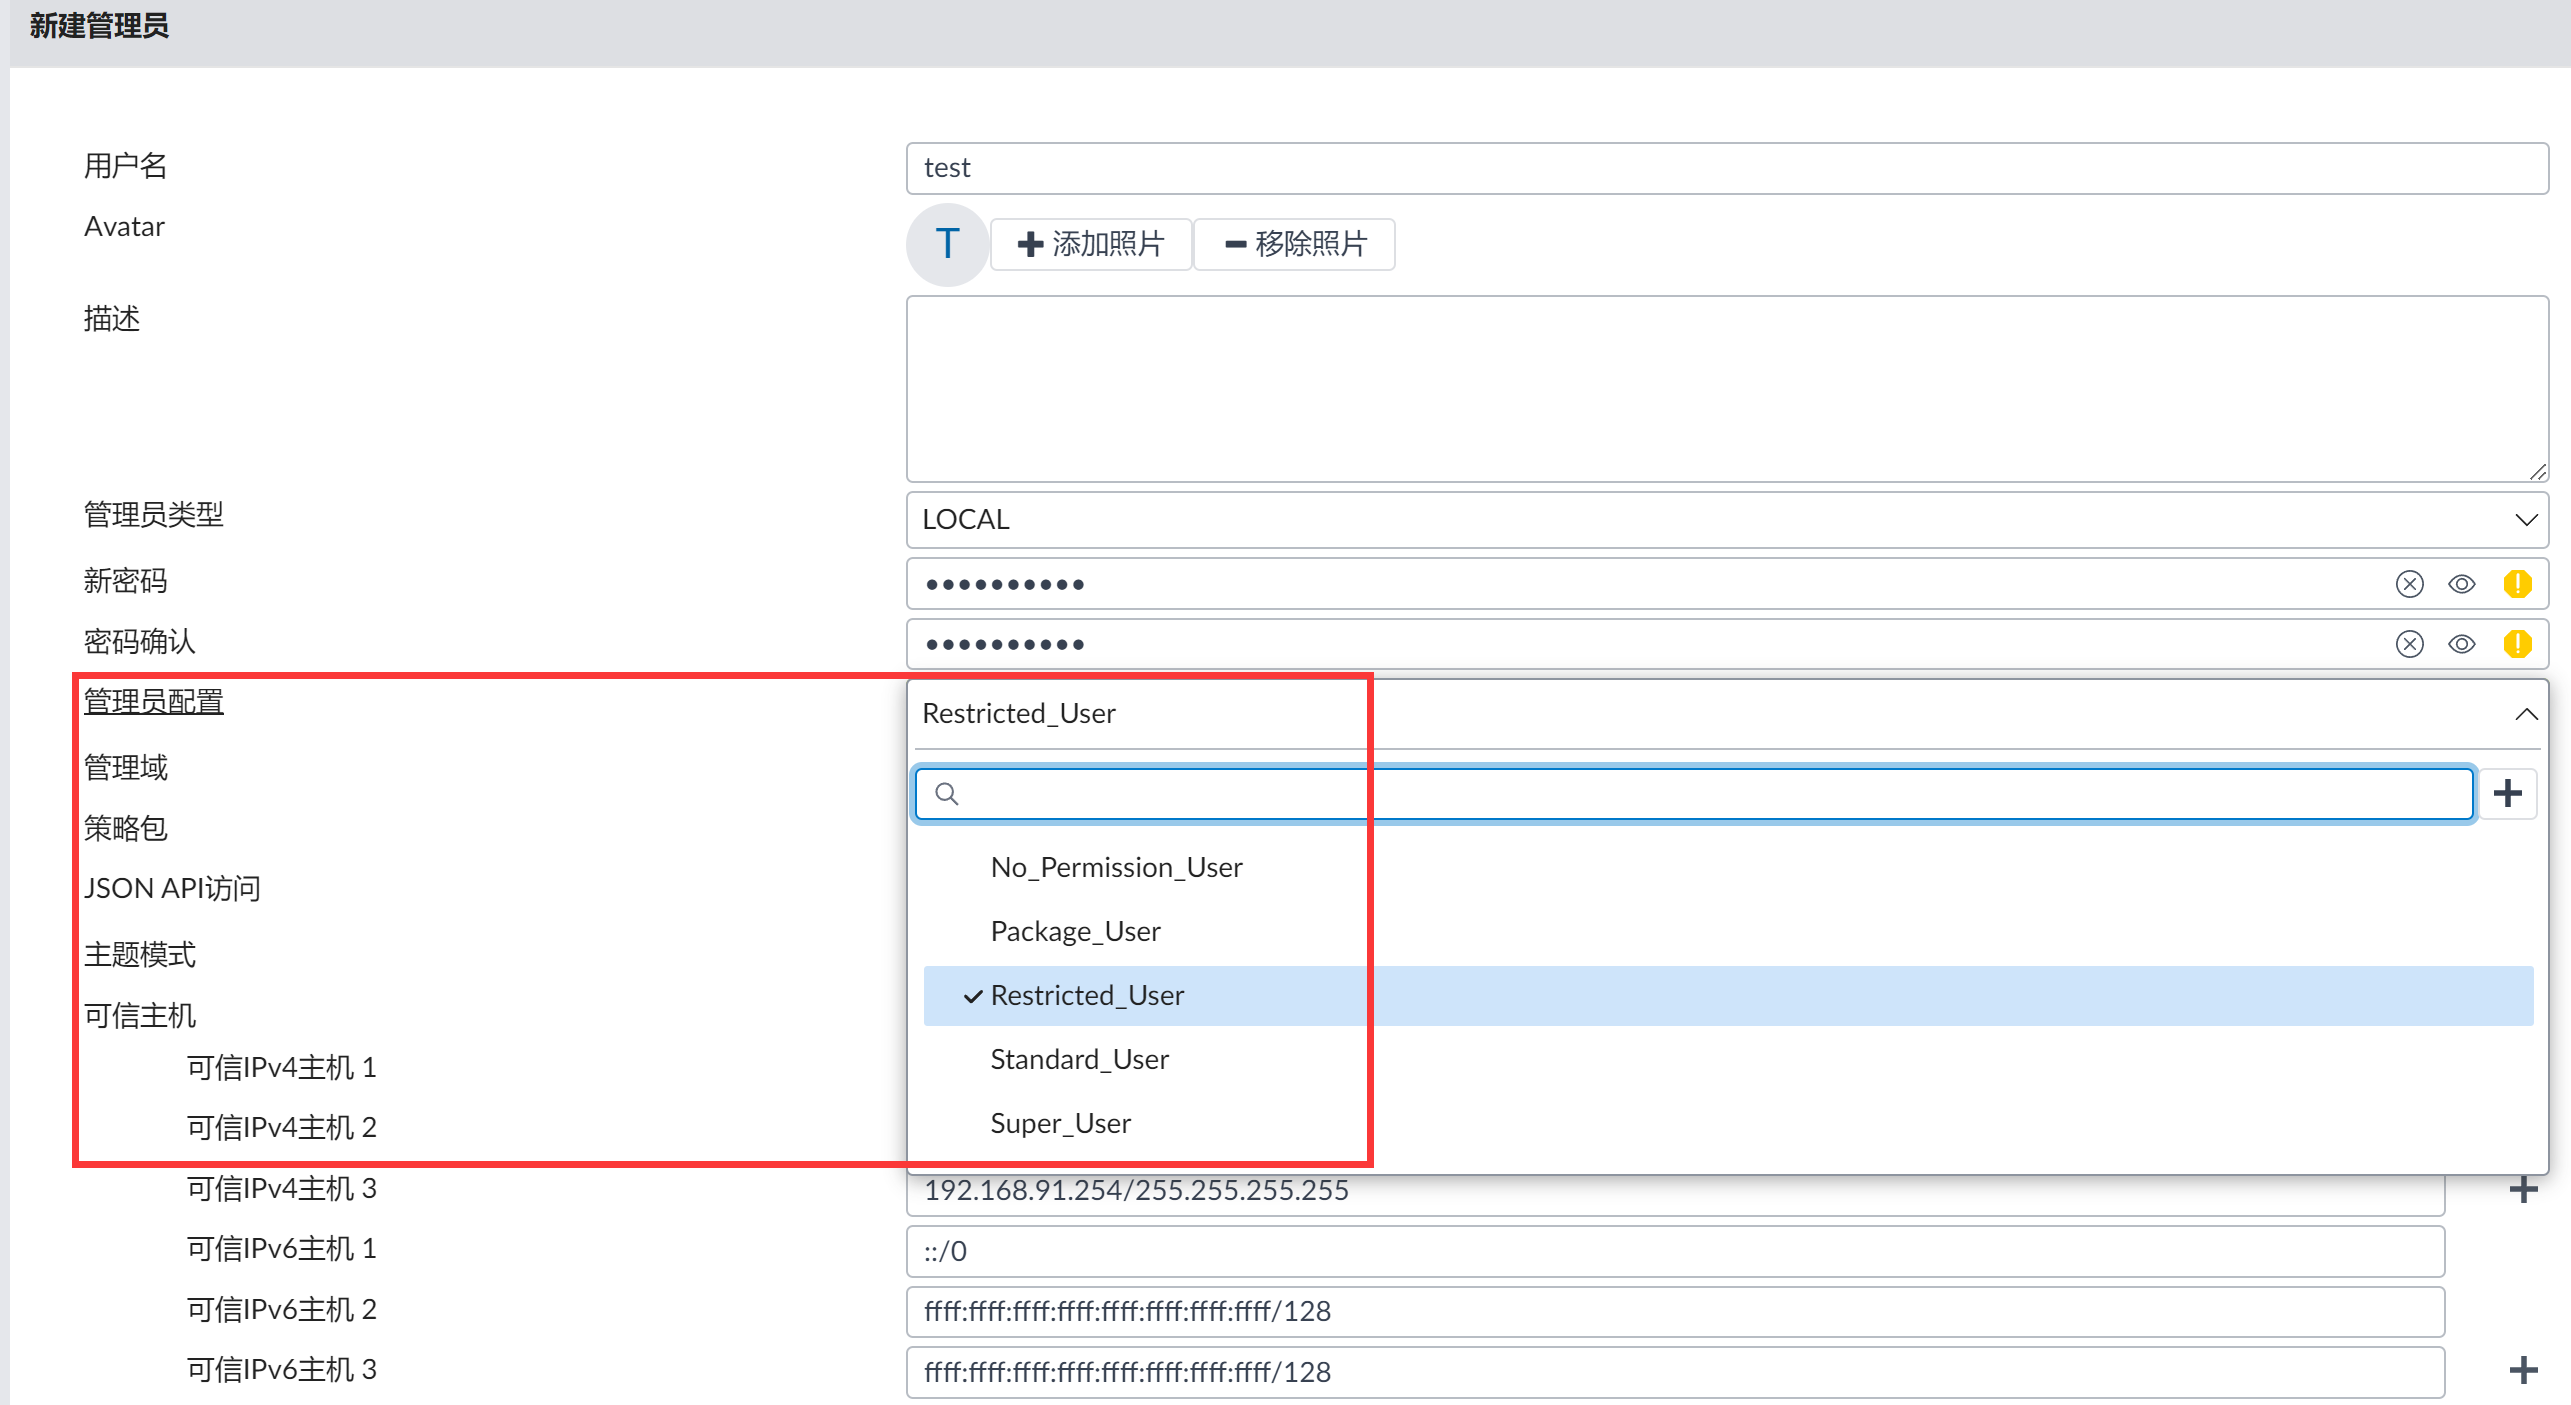 新建管理员
用户名
test
Avatar
T
添加照片
移除照片
描述
管理员类型
LOCAL
新密码
••••••••••
密码确认
••••••••••
管理员配置
Restricted_User
管理域
策略包
No_Permission_User
JSON API访问
Package_User
主题模式
Restricted_User
可信主机
可信IPv4主机 1
Standard_User
可信IPv4主机 2
Super_User
可信IPv4主机 3
192.168.91.254/255.255.255.255
可信IPv6主机 1
::/0
可信IPv6主机 2
ffff:ffff:ffff:ffff:ffff:ffff:ffff:ffff/128
可信IPv6主机 3
ffff:ffff:ffff:ffff:ffff:ffff:ffff:ffff/128